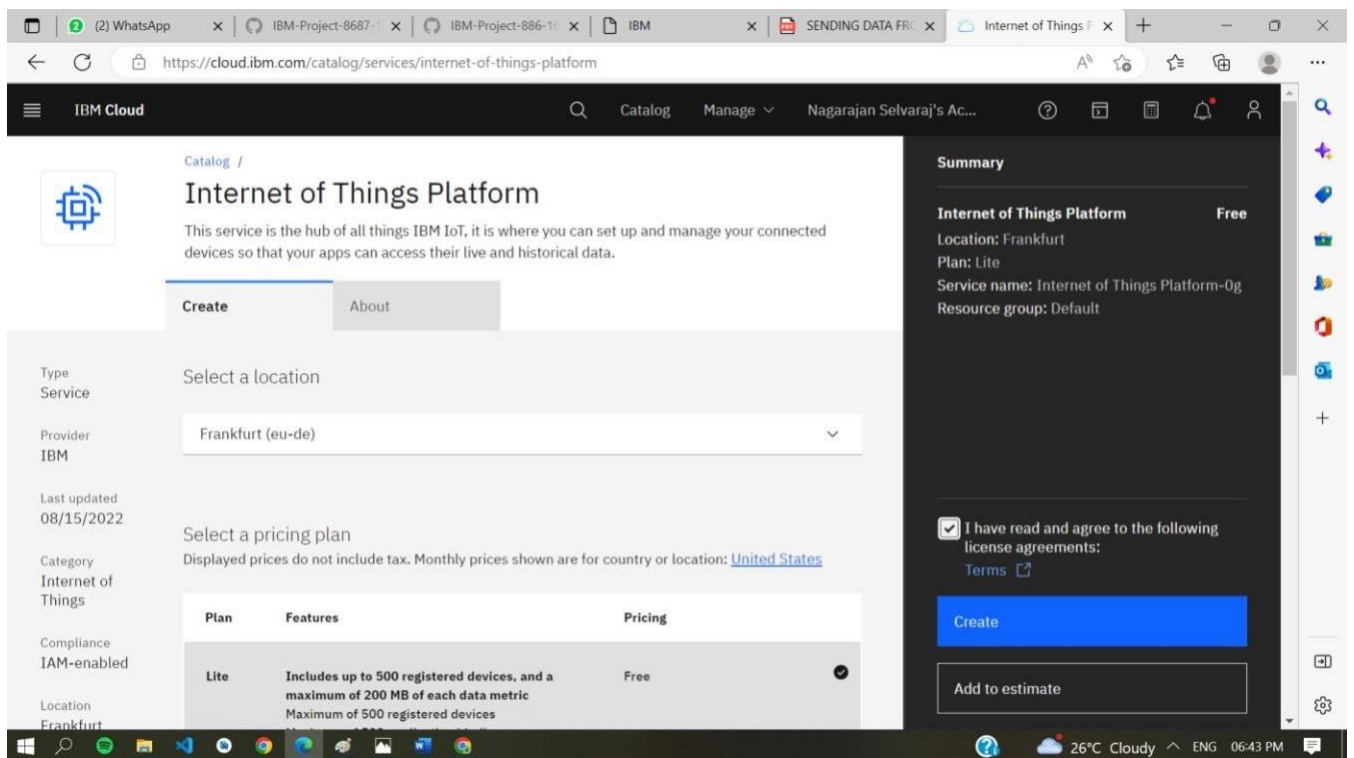 (2) WhatsApp
IBM-Project-8687-1
IBM-Project-886-16
IBM
SENDING DATA FRO
Internet of Things P
https://cloud.ibm.com/catalog/services/internet-of-things-platform
IBM Cloud
Catalog
Manage
Nagarajan Selvaraj's Ac...
Catalog /
Internet of Things Platform
This service is the hub of all things IBM IoT, it is where you can set up and manage your connected
devices so that your apps can access their live and historical data.
Create
About
Type
Service
Provider
IBM
Last updated
08/15/2022
Category
Internet of
Things
Compliance
IAM-enabled
Location
Frankfurt
Select a location
Frankfurt (eu-de)
Select a pricing plan
Displayed prices do not include tax. Monthly prices shown are for country or location: United States
Plan Features Pricing
Lite Includes up to 500 registered devices, and a Free
maximum of 200 MB of each data metric
Maximum of 500 registered devices
Summary
Internet of Things Platform Free
Location: Frankfurt
Plan: Lite
Service name: Internet of Things Platform-0g
Resource group: Default
I have read and agree to the following
license agreements:
Terms
Create
Add to estimate
26°C Cloudy ENG 06:43 PM